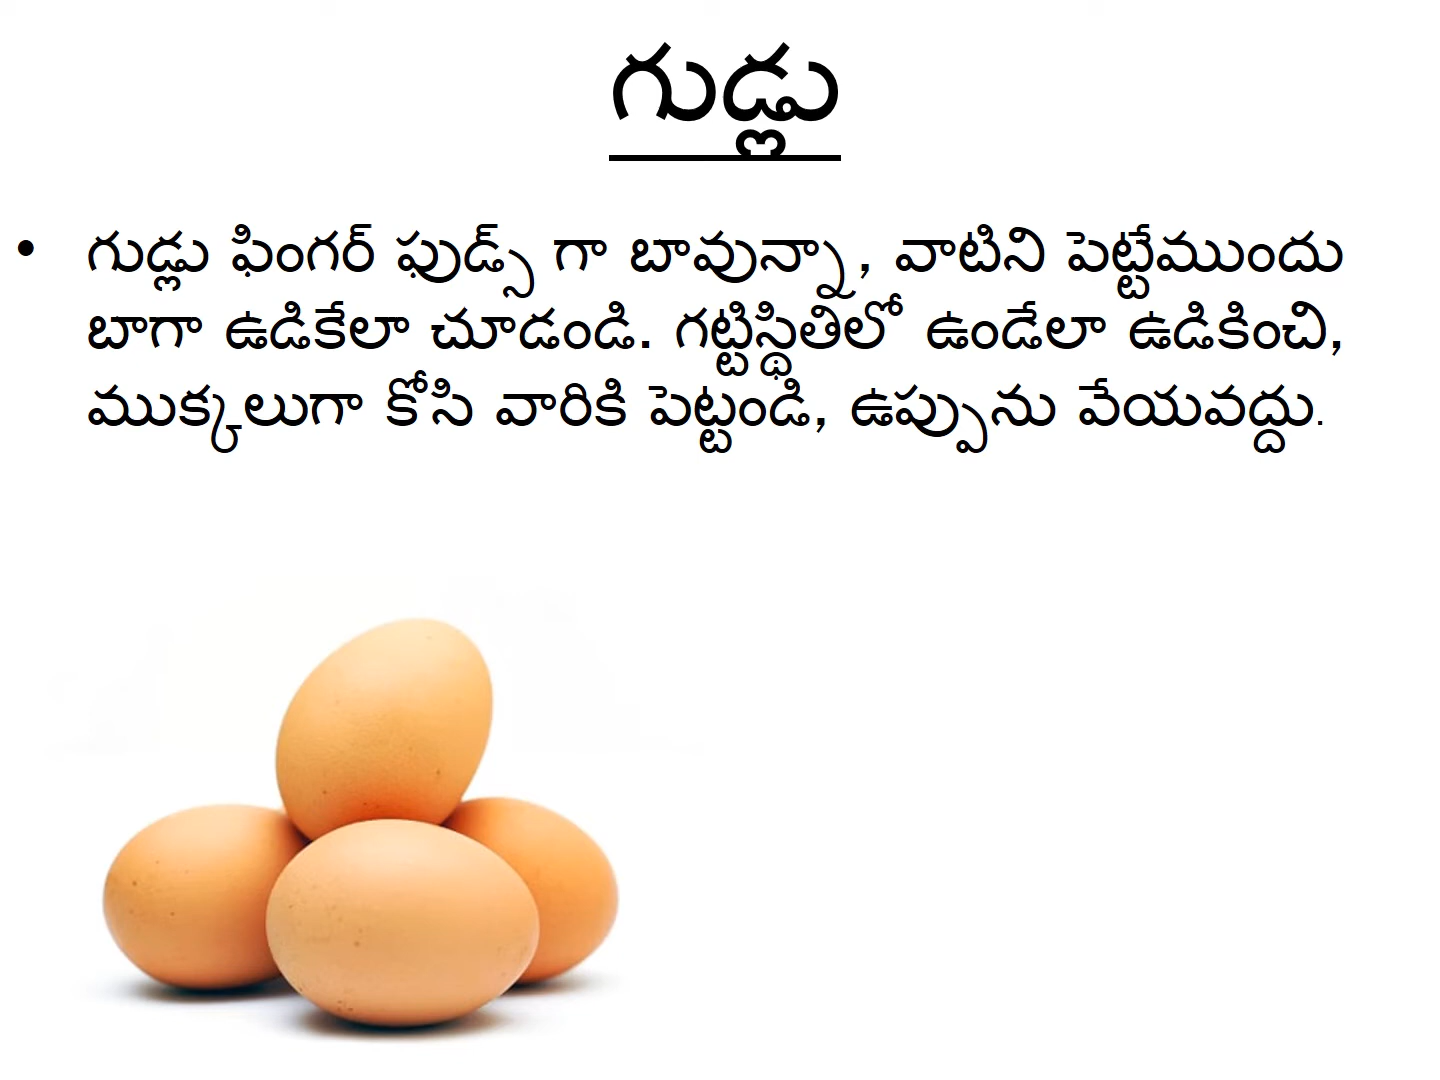 గుడ్లు
• గుడ్లు ఫింగర్ ఫుడ్స్ గా బావున్నా, వాటిని పెట్టేముందు
బాగా ఉడికేలా చూడండి. గట్టిస్థితిలో ఉండేలా ఉడికించి,
ముక్కలుగా కోసి వారికి పెట్టండి, ఉప్పును వేయవద్దు.